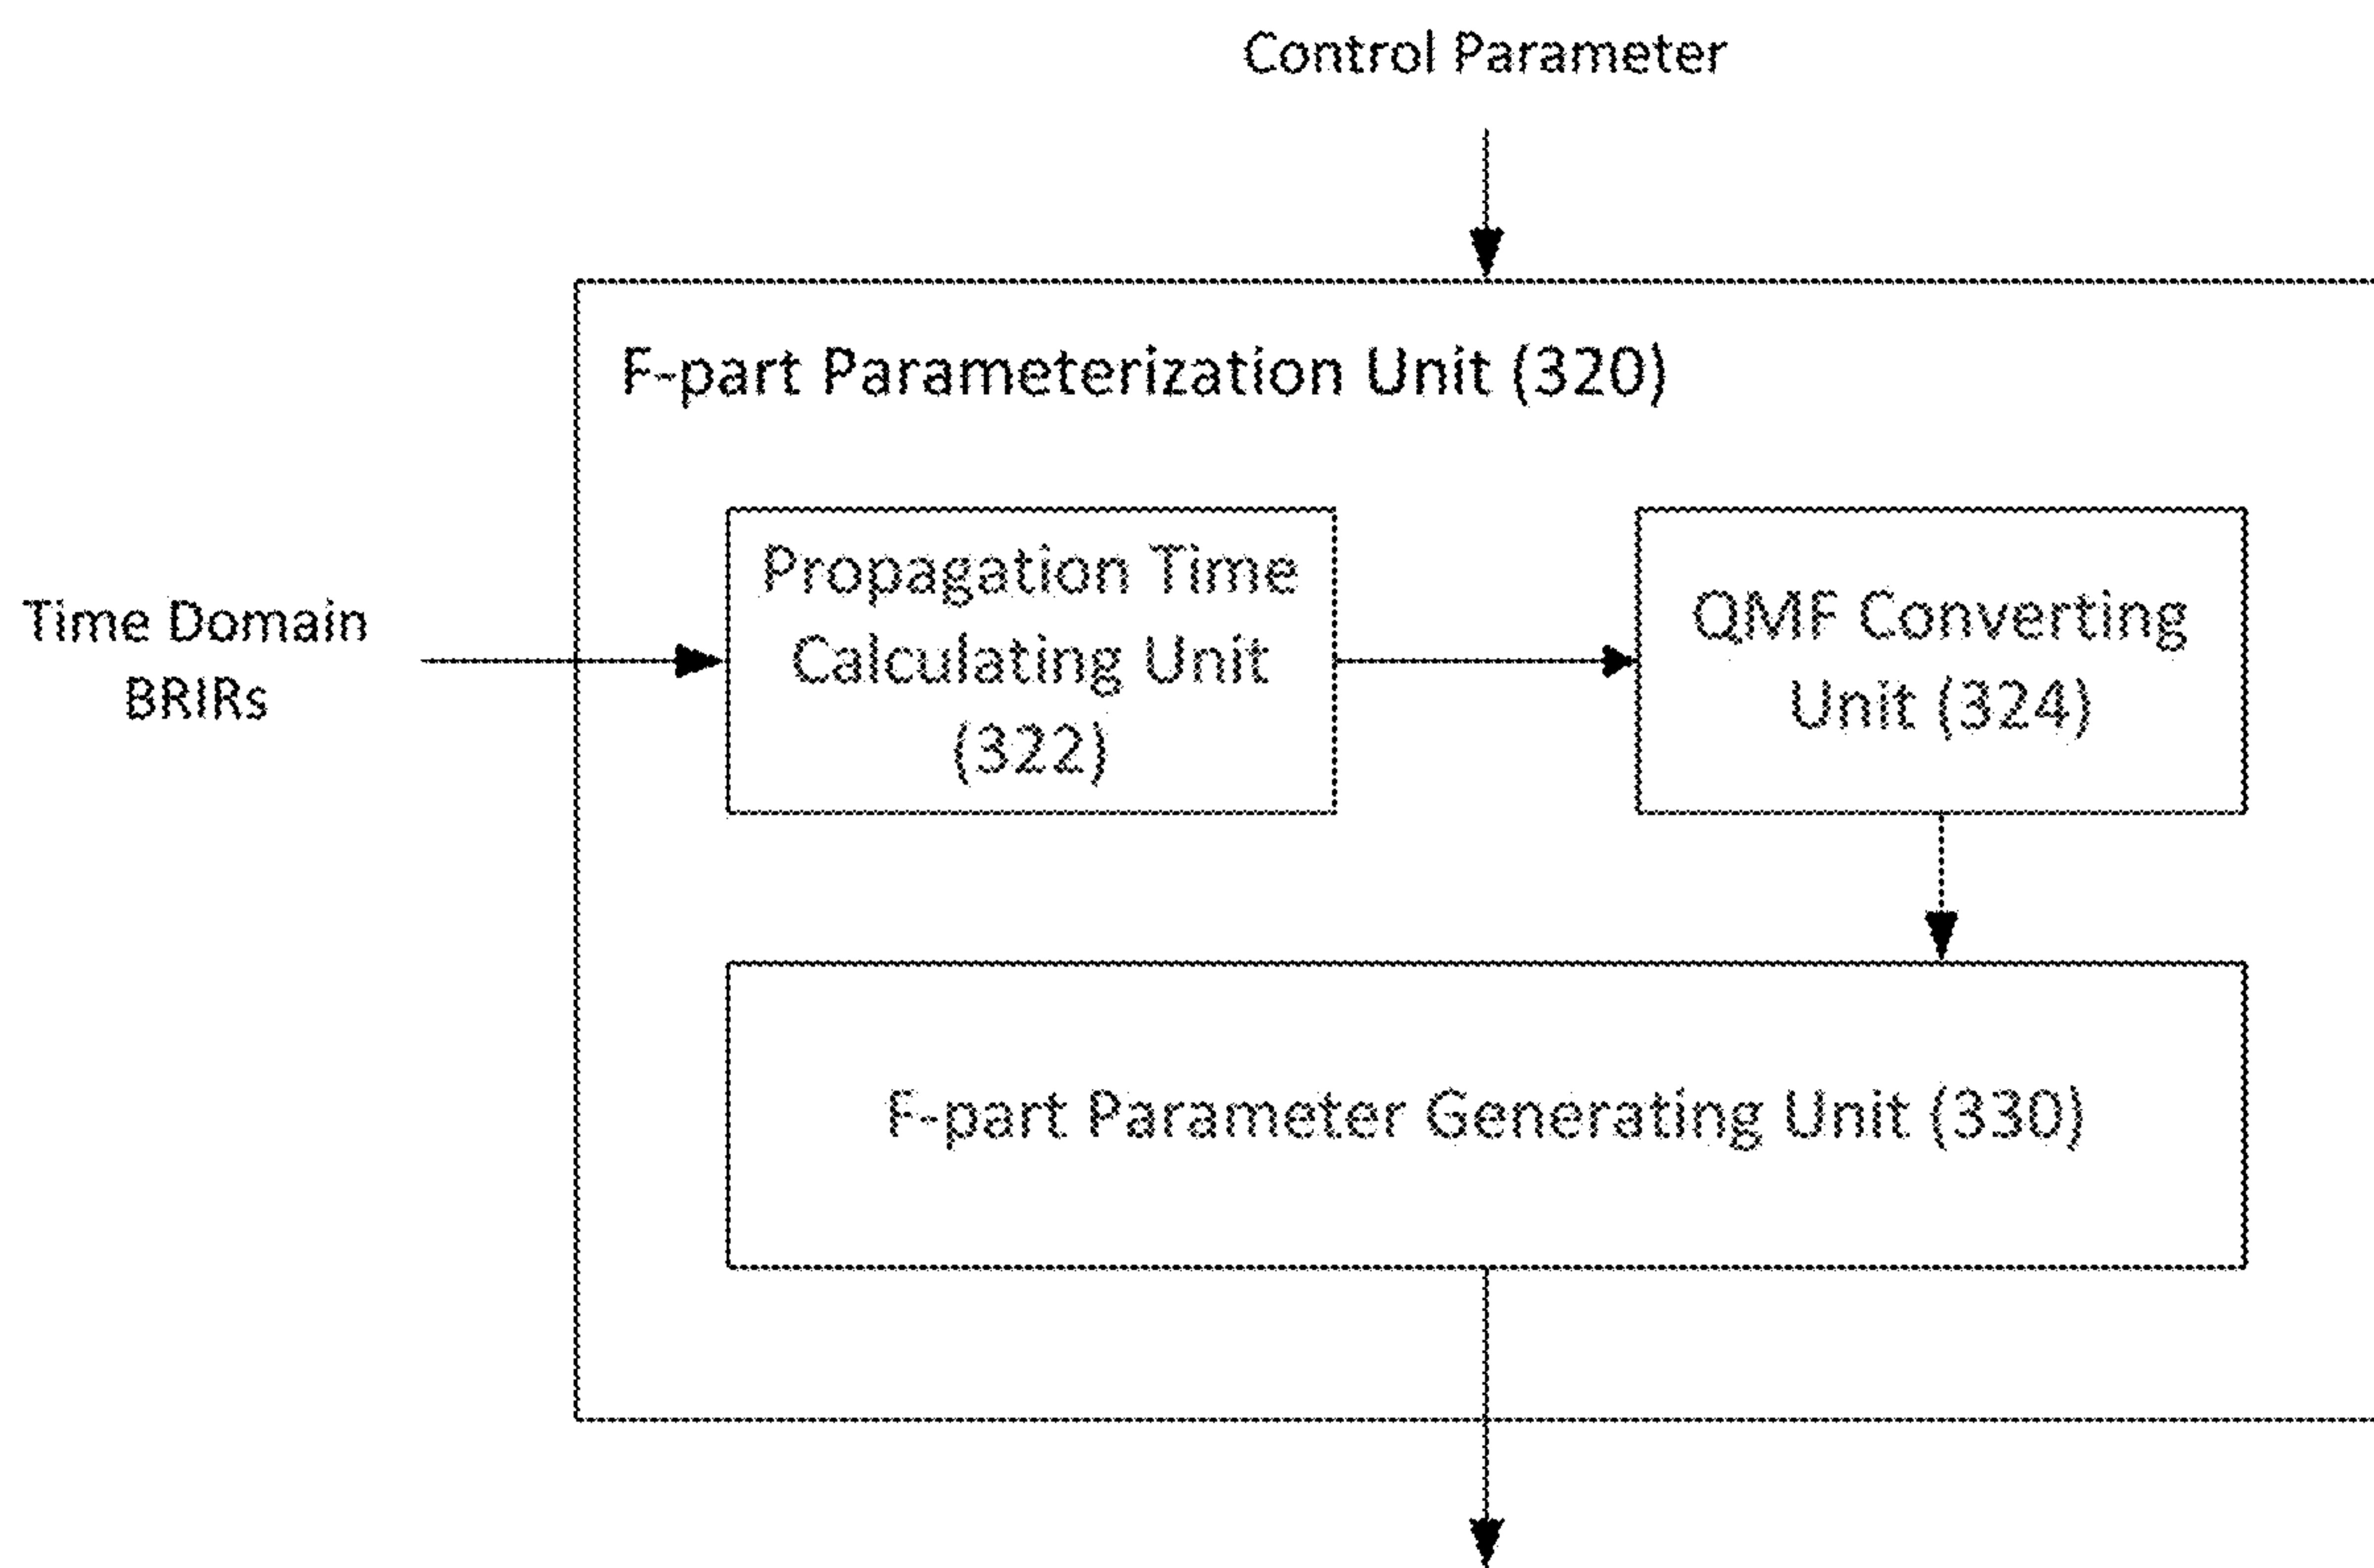 Control Parameter
F-part Parameterization Unit (320)
Time Domain
BRIRs
Propagation Time
Calculating Unit
(322)
QMF Converting
Unit (324)
F-part Parameter Generating Unit (330)